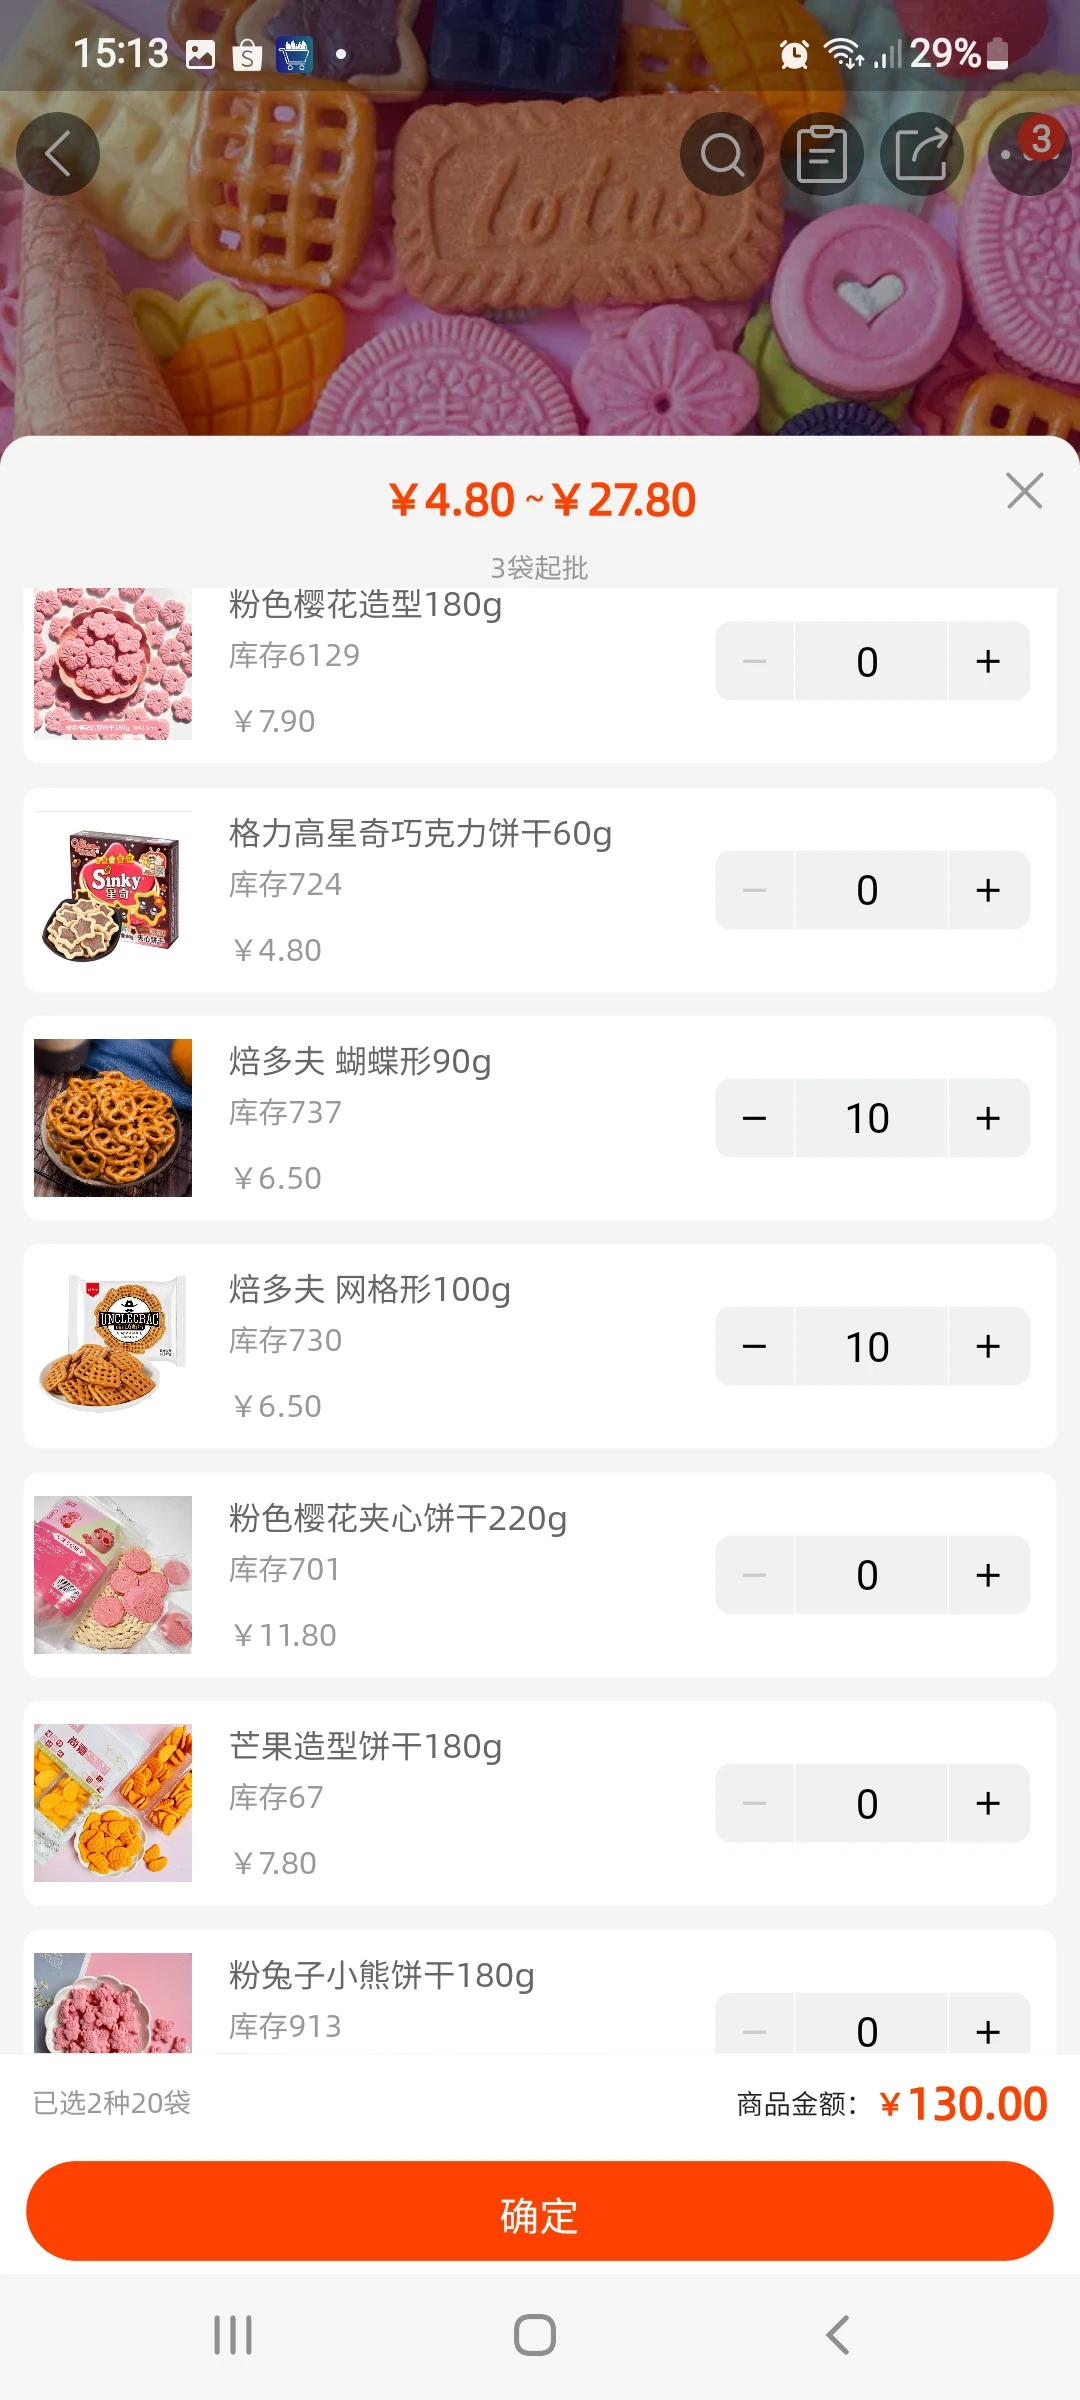 15:13
29%
3
Lotus
￥4.80 ~ ￥27.80
3袋起批
粉色樱花造型180g
库存6129
0
￥7.90
格力高星奇巧克力饼干60g
Sinky
星奇
库存724
0
￥4.80
焙多夫 蝴蝶形90g
库存737
10
￥6.50
焙多夫 网格形100g
UNCLECRAC
库存730
10
￥6.50
粉色樱花夹心饼干220g
库存701
0
￥11.80
芒果造型饼干180g
库存67
0
￥7.80
粉兔子小熊饼干180g
库存913
0
已选2种20袋
商品金额：￥130.00
确定